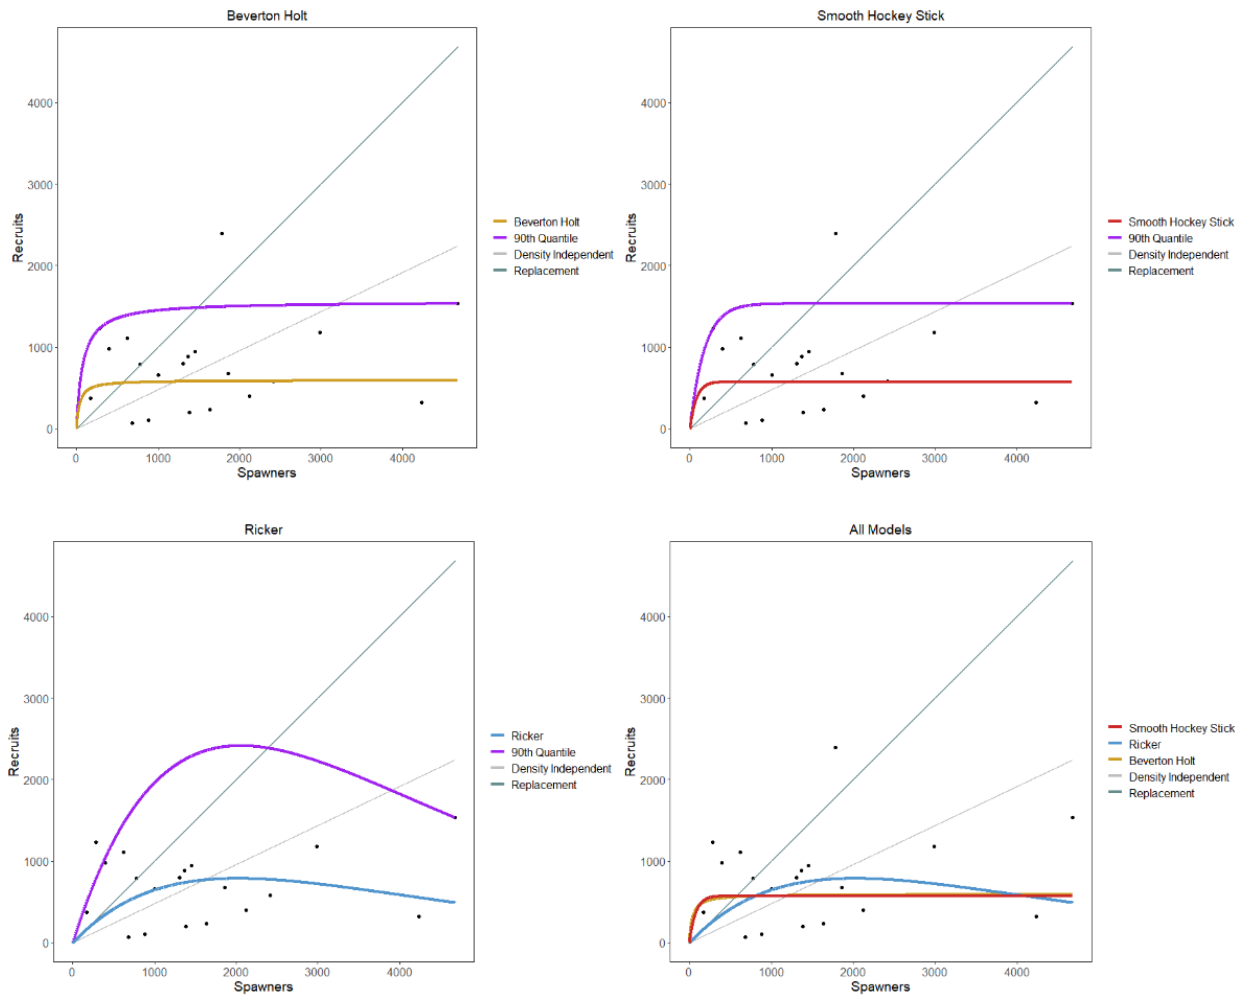 Beverton Holt
Recruits
4000
3000
2000
1000
0
0 1000 2000 3000 4000
Spawners
Beverton Holt
90th Quantile
Density Independent
Replacement
Smooth Hockey Stick
Recruits
4000
3000
2000
1000
0
0 1000 2000 3000 4000
Spawners
Smooth Hockey Stick
90th Quantile
Density Independent
Replacement
Ricker
Recruits
4000
3000
2000
1000
0
0 1000 2000 3000 4000
Spawners
Ricker
90th Quantile
Density Independent
Replacement
All Models
Recruits
4000
3000
2000
1000
0
0 1000 2000 3000 4000
Spawners
Smooth Hockey Stick
Ricker
Beverton Holt
Density Independent
Replacement